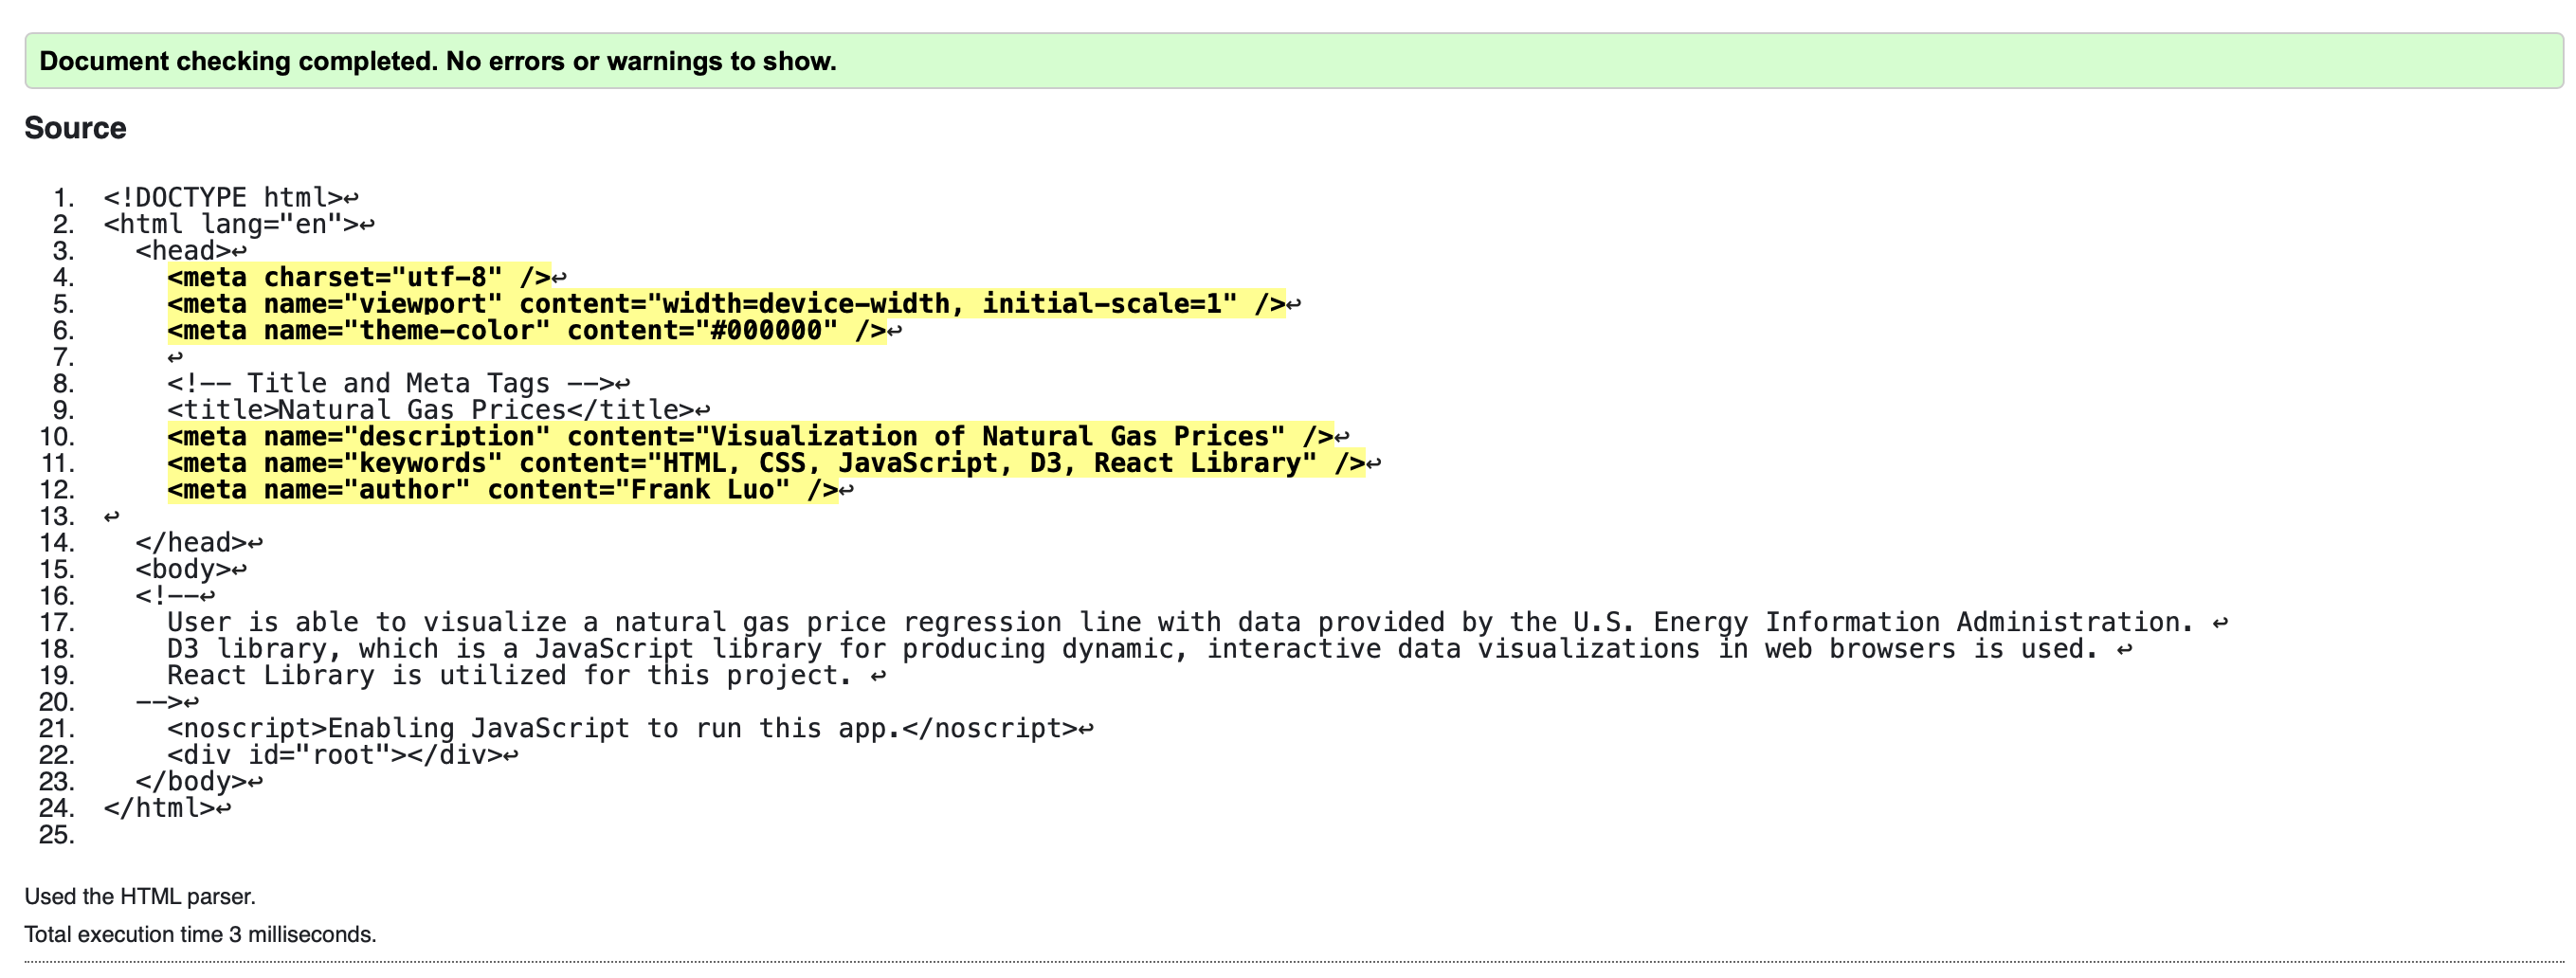 Document checking completed. No errors or warnings to show.
Source
1. <!DOCTYPE html>↩
2. <html lang="en">↩
3. <head>↩
4. <meta charset="utf-8" />↩
5. <meta name="viewport" content="width=device-width, initial-scale=1" />↩
6. <meta name="theme-color" content="#000000" />↩
7. ↩
8. <!-- Title and Meta Tags -->↩
9. <title>Natural Gas Prices</title>↩
10. <meta name="description" content="Visualization of Natural Gas Prices" />↩
11. <meta name="keywords" content="HTML, CSS, JavaScript, D3, React Library" />↩
12. <meta name="author" content="Frank Luo" />↩
13. ↩
14. </head>↩
15. <body>↩
16. <!--↩
17. User is able to visualize a natural gas price regression line with data provided by the U.S. Energy Information Administration. ↩
18. D3 library, which is a JavaScript library for producing dynamic, interactive data visualizations in web browsers is used. ↩
19. React Library is utilized for this project. ↩
20. -->↩
21. <noscript>Enabling JavaScript to run this app.</noscript>↩
22. <div id="root"></div>↩
23. </body>↩
24. </html>↩
25.
Used the HTML parser.
Total execution time 3 milliseconds.